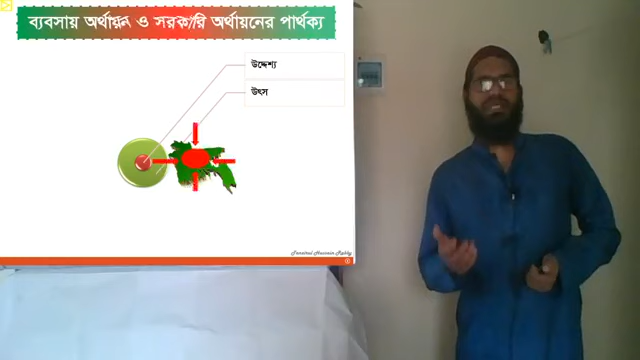 ব্যবসায় অর্থায়ন ও সরকারি অর্থায়নের পার্থক্য
উদ্দেশ্য
উৎস